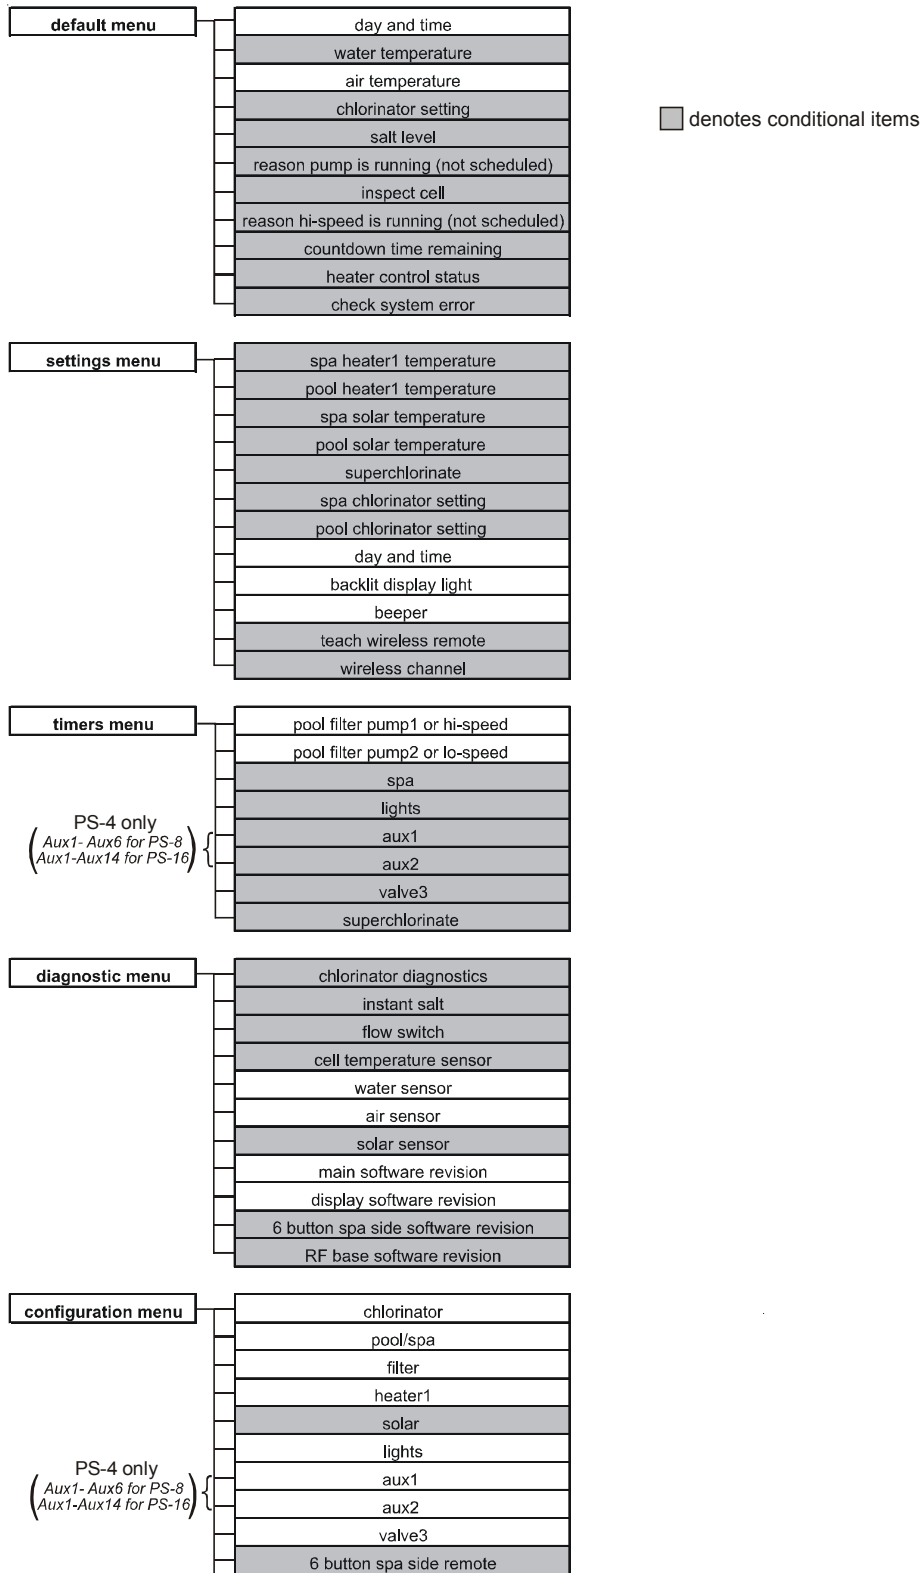 default menu
day and time
water temperature
air temperature
chlorinator setting
salt level
reason pump is running (not scheduled)
inspect cell
reason hi-speed is running (not scheduled)
countdown time remaining
heater control status
check system error
denotes conditional items
settings menu
spa heater1 temperature
pool heater1 temperature
spa solar temperature
pool solar temperature
superchlorinate
spa chlorinator setting
pool chlorinator setting
day and time
backlit display light
beeper
teach wireless remote
wireless channel
timers menu
pool filter pump1 or hi-speed
pool filter pump2 or lo-speed
spa
lights
aux1
aux2
valve3
superchlorinate
PS-4 only
(Aux1- Aux6 for PS-8
Aux1-Aux14 for PS-16)
diagnostic menu
chlorinator diagnostics
instant salt
flow switch
cell temperature sensor
water sensor
air sensor
solar sensor
main software revision
display software revision
6 button spa side software revision
RF base software revision
configuration menu
chlorinator
pool/spa
filter
heater1
solar
lights
aux1
aux2
valve3
6 button spa side remote
PS-4 only
(Aux1- Aux6 for PS-8
Aux1-Aux14 for PS-16)